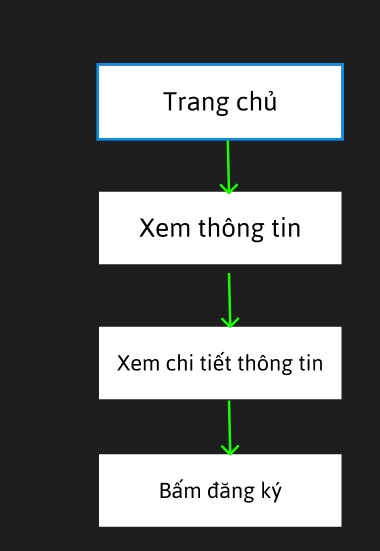 Trang chủ
Xem thông tin
Xem chi tiết thông tin
Bấm đăng ký